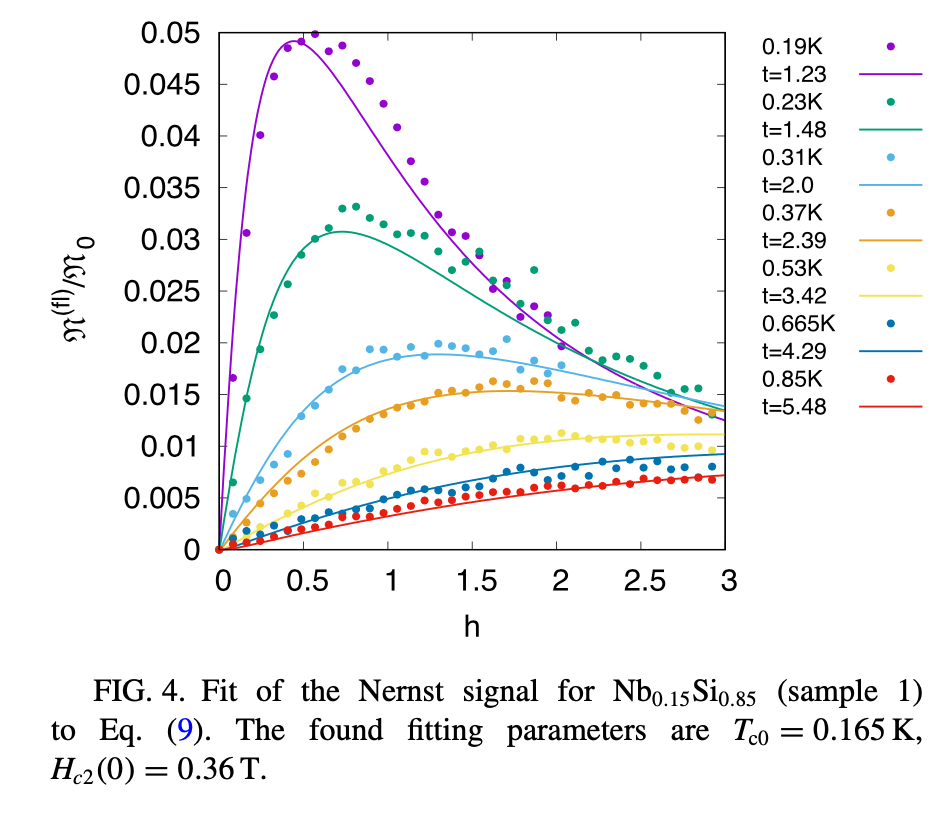 0.05
0.045
0.04
0.035
0.03
0.025
0.02
0.015
0.01
0.005
0
𝔑(fl)/𝔑0
0 0.5 1 1.5 2 2.5 3
h
0.19K
t=1.23
0.23K
t=1.48
0.31K
t=2.0
0.37K
t=2.39
0.53K
t=3.42
0.665K
t=4.29
0.85K
t=5.48
FIG. 4. Fit of the Nernst signal for Nb0.15Si0.85 (sample 1)
to Eq. (9). The found fitting parameters are Tc0 = 0.165 K,
Hc2(0) = 0.36 T.